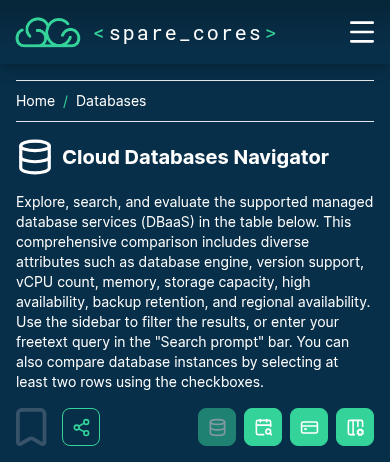 <spare_cores>
Home / Databases
Cloud Databases Navigator
Explore, search, and evaluate the supported managed
database services (DBaaS) in the table below. This
comprehensive comparison includes diverse
attributes such as database engine, version support,
vCPU count, memory, storage capacity, high
availability, backup retention, and regional availability.
Use the sidebar to filter the results, or enter your
freetext query in the "Search prompt" bar. You can
also compare database instances by selecting at
least two rows using the checkboxes.